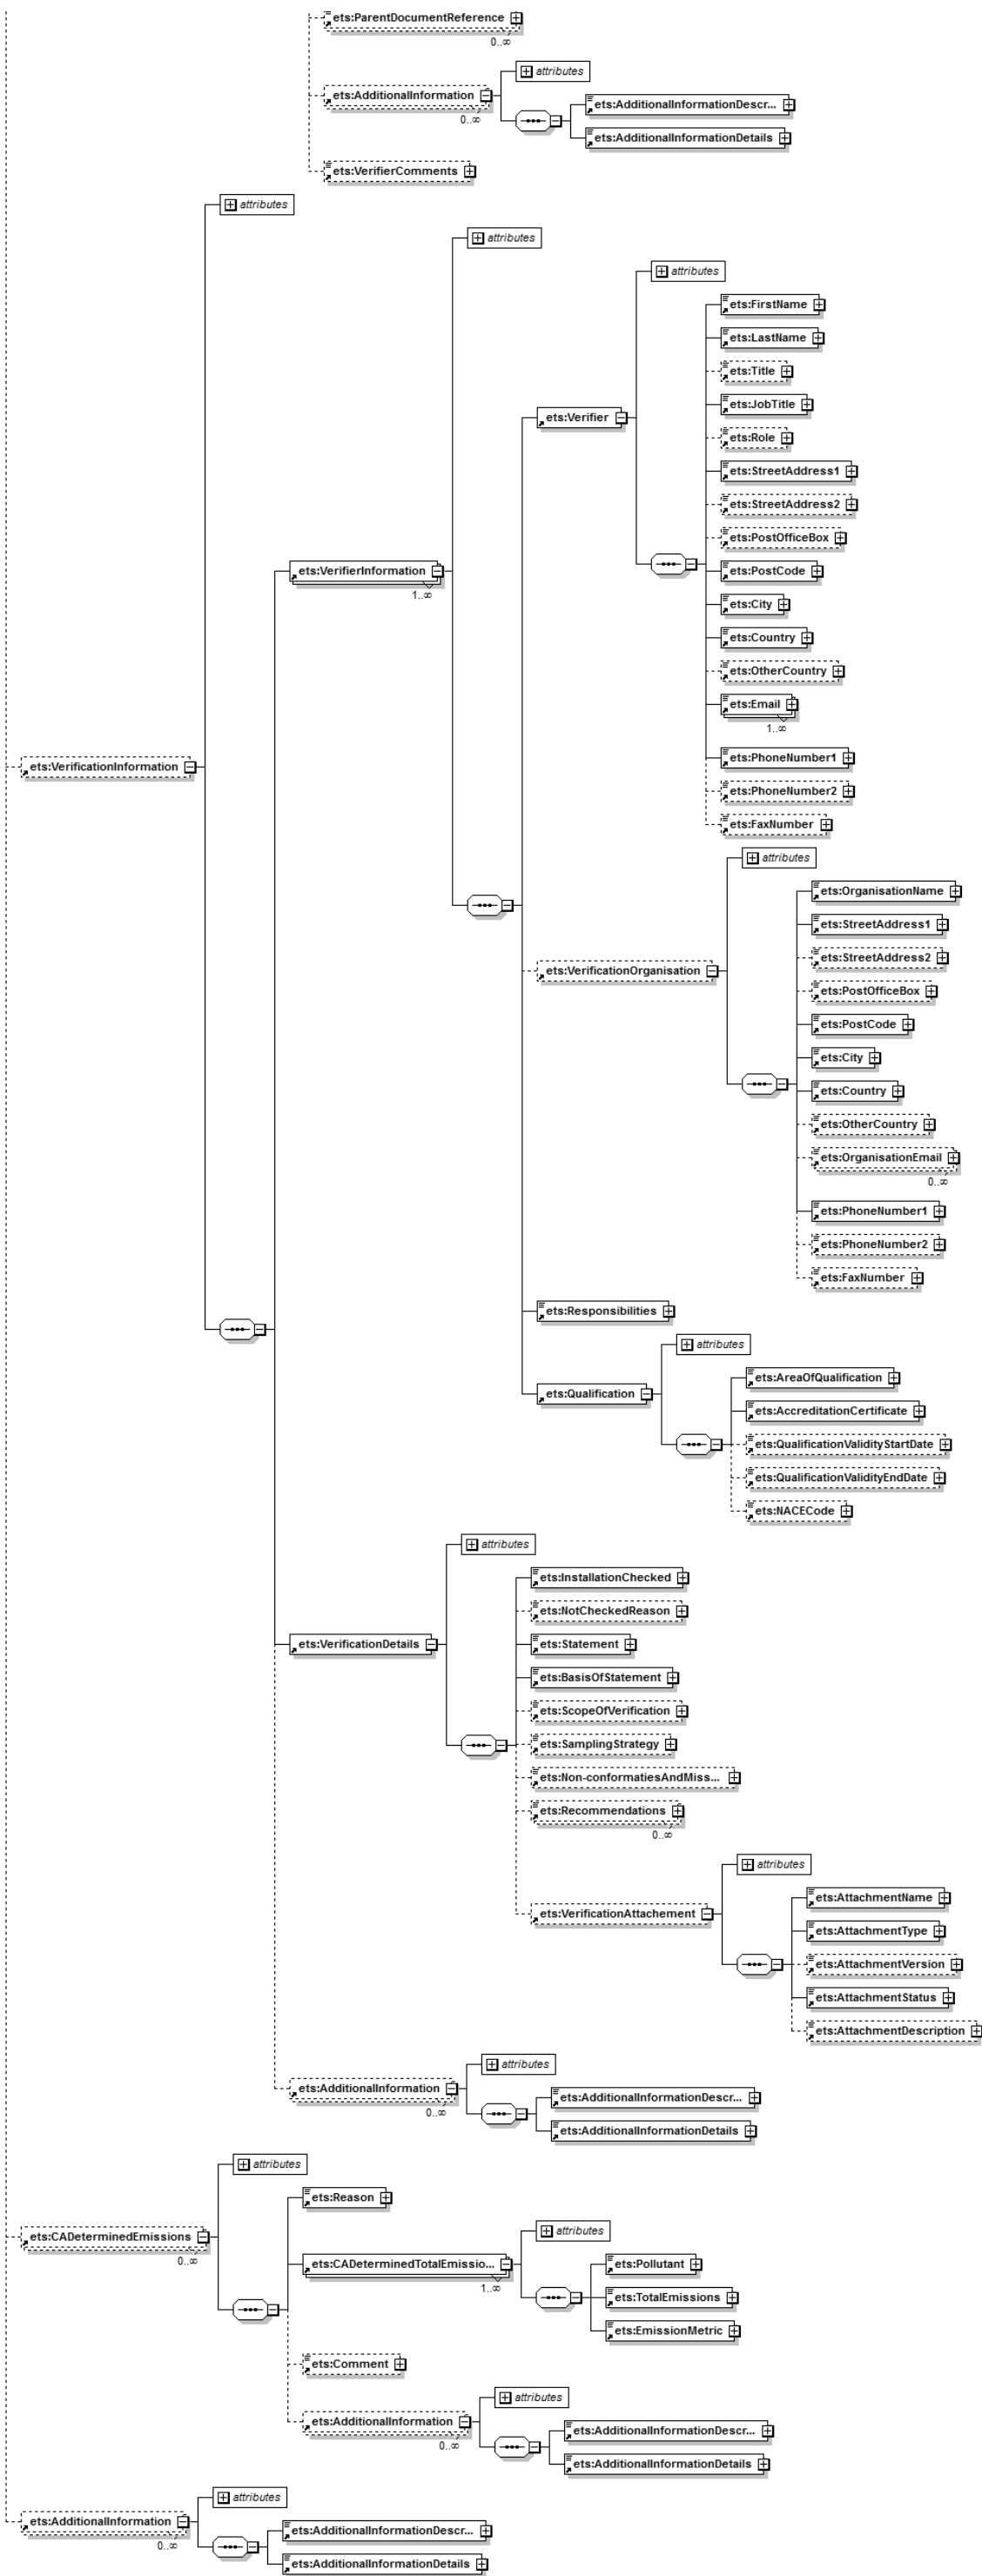 ets:ParentDocumentReference
0..∞
attributes
ets:AdditionalInformation
0..∞
ets:AdditionalInformationDescr...
ets:AdditionalInformationDetails
ets:VerifierComments
attributes
attributes
attributes
ets:FirstName
ets:LastName
ets:Title
ets:JobTitle
ets:Verifier
ets:Role
ets:StreetAddress1
ets:StreetAddress2
ets:PostOfficeBox
ets:VerifierInformation
1..∞
ets:PostCode
ets:City
ets:Country
ets:OtherCountry
ets:Email
1..∞
ets:VerificationInformation
ets:PhoneNumber1
ets:PhoneNumber2
ets:FaxNumber
attributes
ets:OrganisationName
ets:StreetAddress1
ets:StreetAddress2
ets:VerificationOrganisation
ets:PostOfficeBox
ets:PostCode
ets:City
ets:Country
ets:OtherCountry
ets:OrganisationEmail
0..∞
ets:PhoneNumber1
ets:PhoneNumber2
ets:FaxNumber
ets:Responsibilities
attributes
ets:Qualification
ets:AreaOfQualification
ets:AccreditationCertificate
ets:QualificationValidityStartDate
ets:QualificationValidityEndDate
ets:NACECode
attributes
ets:InstallationChecked
ets:NotCheckedReason
ets:VerificationDetails
ets:Statement
ets:BasisOfStatement
ets:ScopeOfVerification
ets:SamplingStrategy
ets:Non-conformatiesAndMiss...
ets:Recommendations
0..∞
attributes
ets:VerificationAttachement
ets:AttachmentName
ets:AttachmentType
ets:AttachmentVersion
ets:AttachmentStatus
ets:AttachmentDescription
attributes
ets:AdditionalInformation
0..∞
ets:AdditionalInformationDescr...
ets:AdditionalInformationDetails
attributes
ets:Reason
ets:CADeterminedEmissions
0..∞
attributes
ets:CADeterminedTotalEmissio...
1..∞
ets:Pollutant
ets:TotalEmissions
ets:EmissionMetric
ets:Comment
attributes
ets:AdditionalInformation
0..∞
ets:AdditionalInformationDescr...
ets:AdditionalInformationDetails
attributes
ets:AdditionalInformation
0..∞
ets:AdditionalInformationDescr...
ets:AdditionalInformationDetails